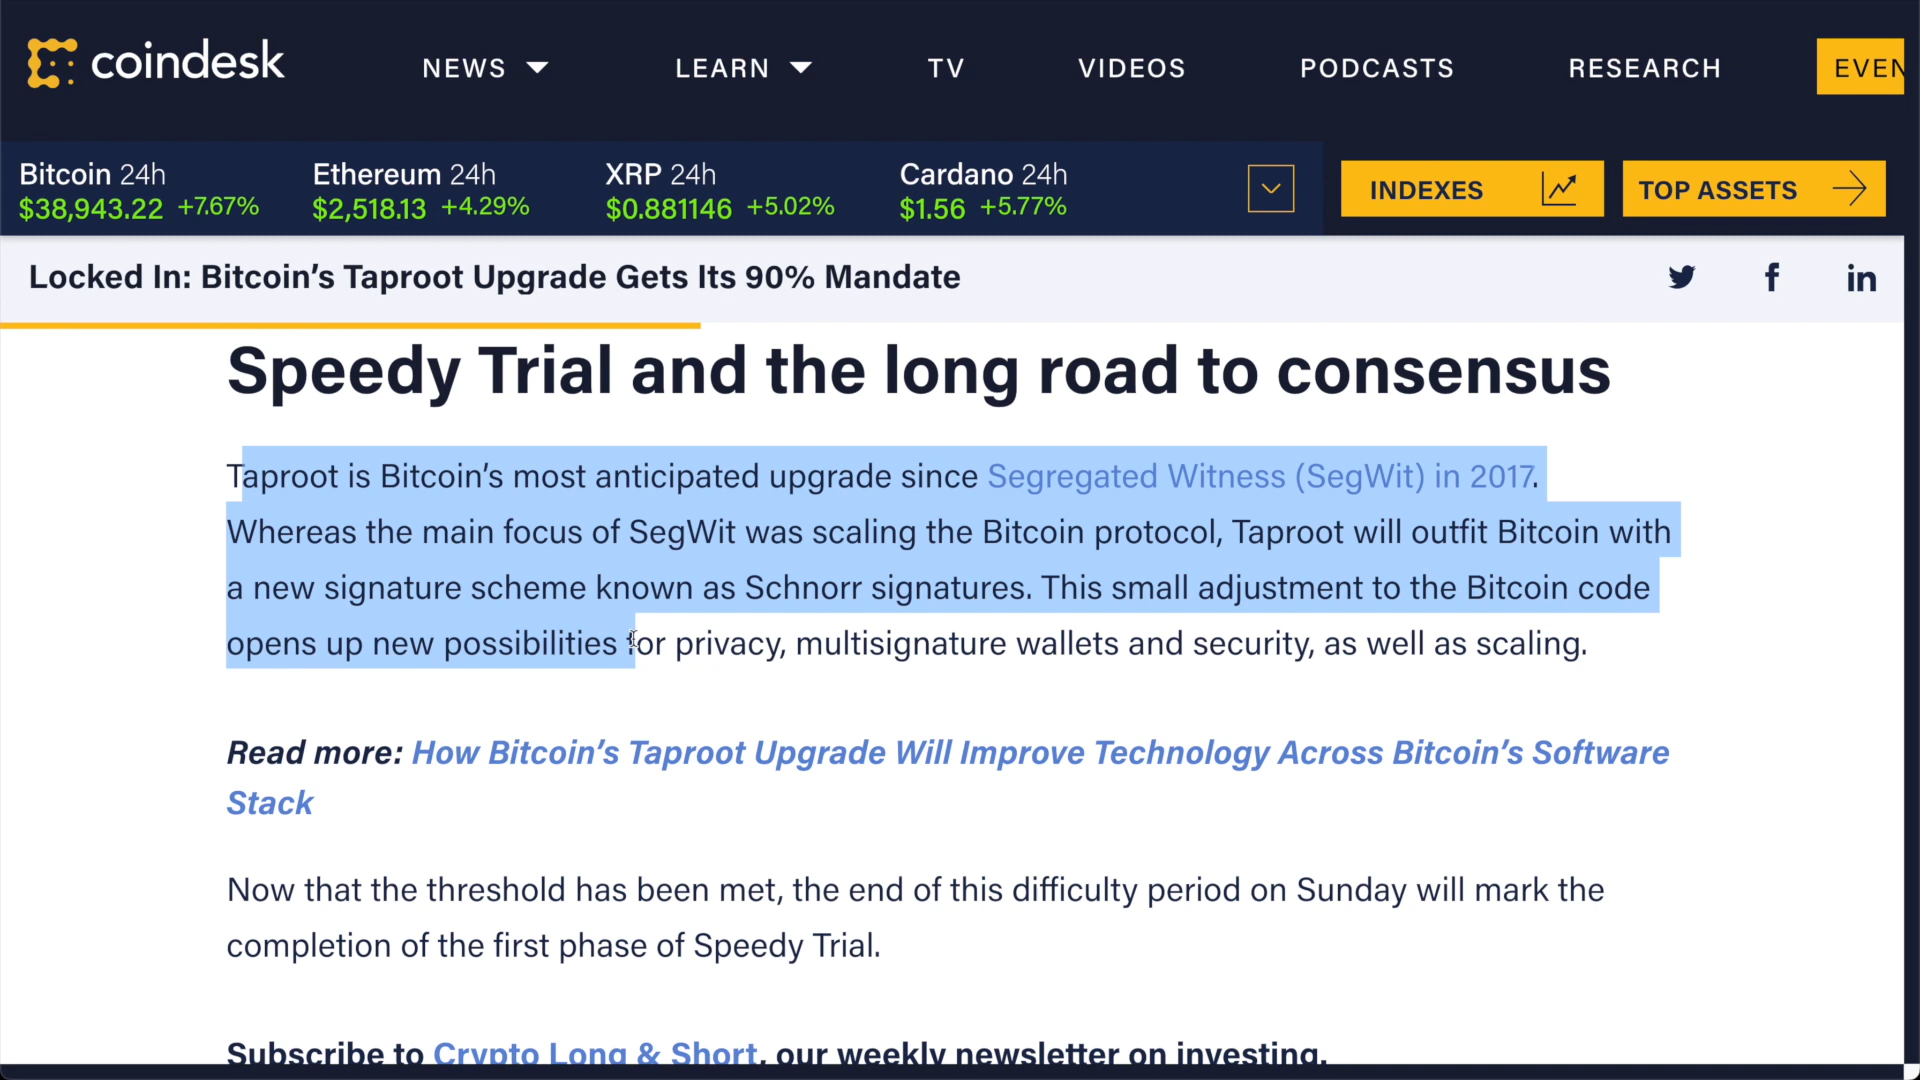 coindesk
NEWS
LEARN
TV
VIDEOS
PODCASTS
RESEARCH
EVEN
Bitcoin 24h
$38,943.22 +7.67%
Ethereum 24h
$2,518.13 +4.29%
XRP 24h
$0.881146 +5.02%
Cardano 24h
$1.56 +5.77%
INDEXES
TOP ASSETS
Locked In: Bitcoin’s Taproot Upgrade Gets Its 90% Mandate
Speedy Trial and the long road to consensus
Taproot is Bitcoin’s most anticipated upgrade since Segregated Witness (SegWit) in 2017.
Whereas the main focus of SegWit was scaling the Bitcoin protocol, Taproot will outfit Bitcoin with
a new signature scheme known as Schnorr signatures. This small adjustment to the Bitcoin code
opens up new possibilities for privacy, multisignature wallets and security, as well as scaling.
Read more: How Bitcoin’s Taproot Upgrade Will Improve Technology Across Bitcoin’s Software
Stack
Now that the threshold has been met, the end of this difficulty period on Sunday will mark the
completion of the first phase of Speedy Trial.
Subscribe to Crypto Long & Short, our weekly newsletter on investing.